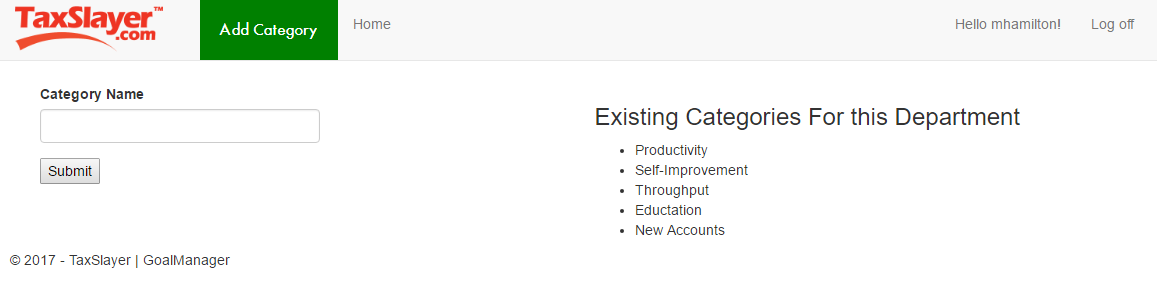 TaxSlayer™
.com
Add Category
Home
Hello mhamilton!
Log off
Category Name
Submit
Existing Categories For this Department
• Productivity
• Self-Improvement
• Throughput
• Eductation
• New Accounts
© 2017 - TaxSlayer | GoalManager